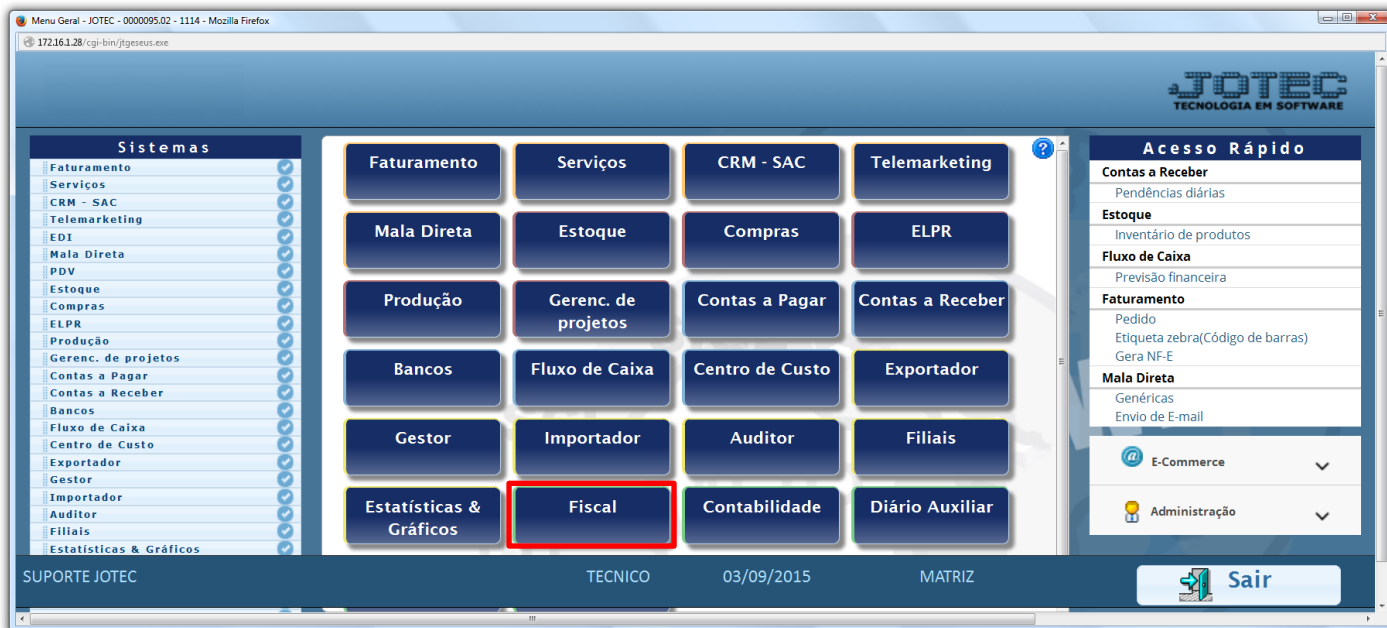 Menu Geral - JOTEC - 0000095.02 - 1114 - Mozilla Firefox
172.16.1.28/cgi-bin/jtgeseus.exe
JOTEC
TECNOLOGIA EM SOFTWARE
Sistemas
Faturamento
Serviços
CRM - SAC
Telemarketing
EDI
Mala Direta
PDV
Estoque
Compras
ELPR
Produção
Gerenc. de projetos
Contas a Pagar
Contas a Receber
Bancos
Fluxo de Caixa
Centro de Custo
Exportador
Gestor
Importador
Auditor
Filiais
Estatísticas & Gráficos
Faturamento
Serviços
CRM - SAC
Telemarketing
?
Mala Direta
Estoque
Compras
ELPR
Produção
Gerenc. de
projetos
Contas a Pagar
Contas a Receber
Bancos
Fluxo de Caixa
Centro de Custo
Exportador
Gestor
Importador
Auditor
Filiais
Estatísticas &
Gráficos
Fiscal
Contabilidade
Diário Auxiliar
Acesso Rápido
Contas a Receber
Pendências diárias
Estoque
Inventário de produtos
Fluxo de Caixa
Previsão financeira
Faturamento
Pedido
Etiqueta zebra(Código de barras)
Gera NF-E
Mala Direta
Genéricas
Envio de E-mail
@ E-Commerce
Administração
SUPORTE JOTEC
TECNICO
03/09/2015
MATRIZ
Sair